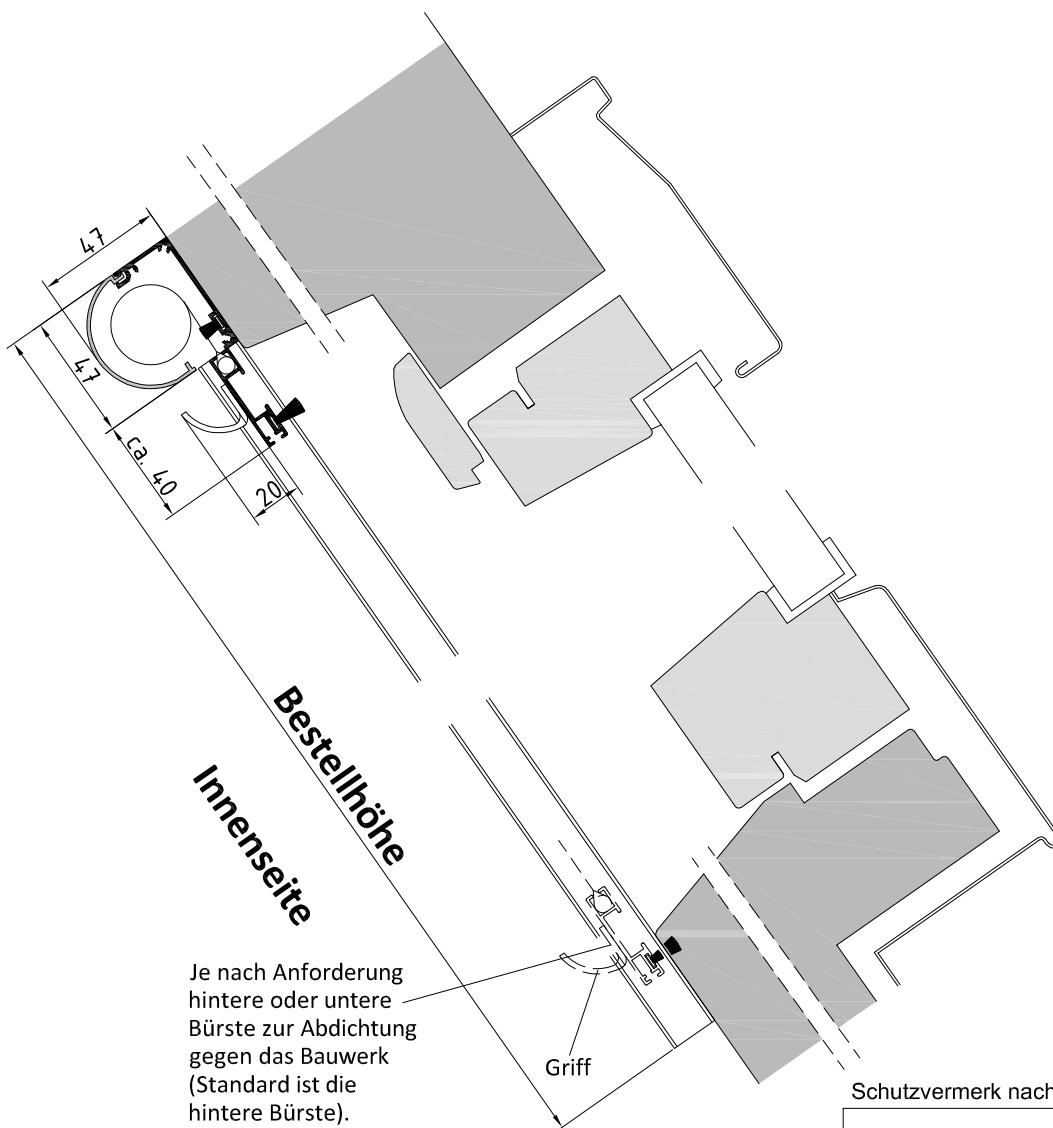 47
47
ca. 40
20
Bestellhöhe
Innenseite
Je nach Anforderung
hintere oder untere
Bürste zur Abdichtung
gegen das Bauwerk
(Standard ist die
hintere Bürste).
Griff
Schutzvermerk nach